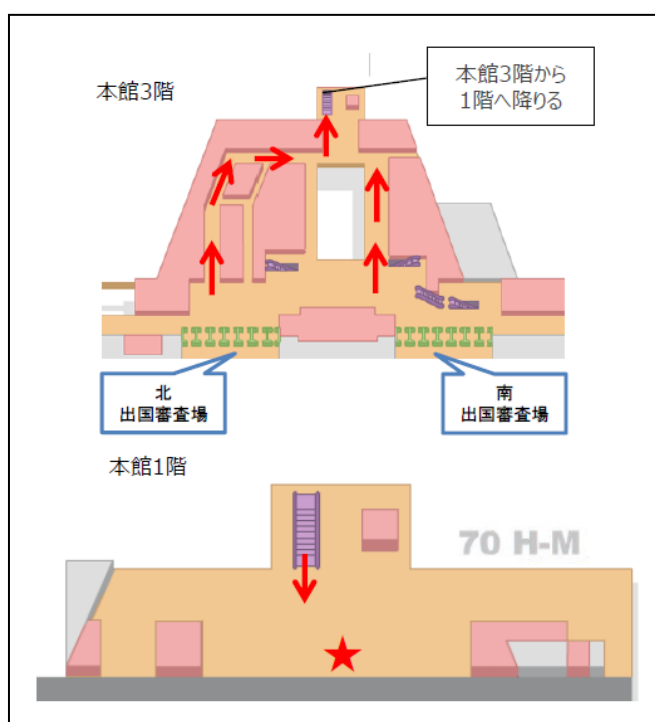 本館3階
本館3階から
1階へ降りる
北
出国審査場
南
出国審査場
本館1階
70 H-M